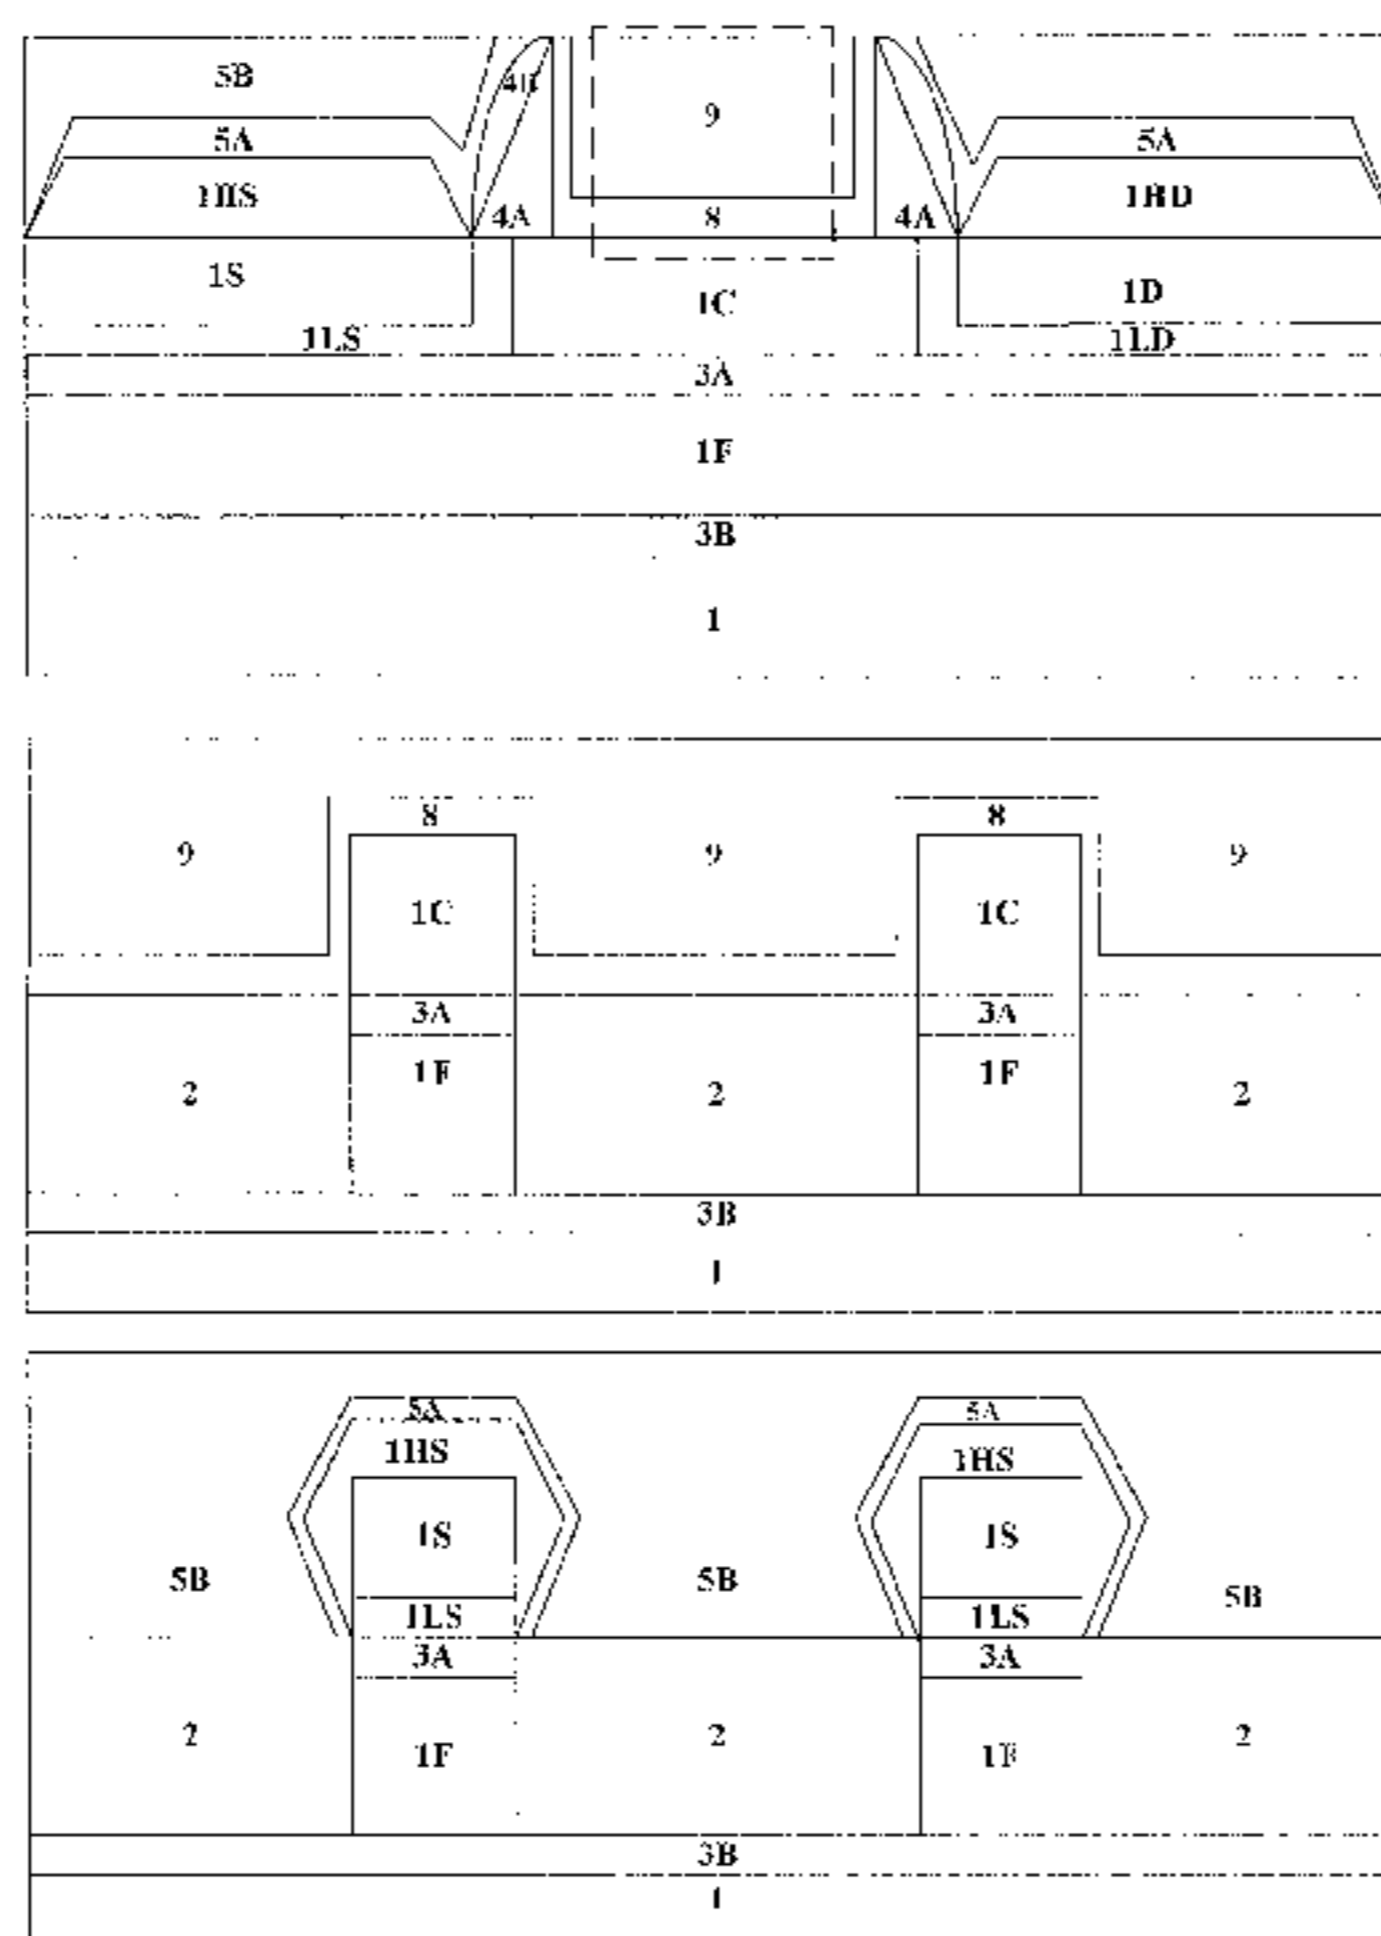 5B 9
5A 5A
1HS 1HD
4A 8 4A
1S 1C 1D
1LS 1LD
3A
1F
3B
1
8 8
9 9 9
1C 1C
3A 3A
1F 1F
2 2 2
3B
1
5A 5A
1HS 1HS
1S 1S
5B 5B 5B
1LS 1LS
3A 3A
2 2 2
1F 1F
3B
1